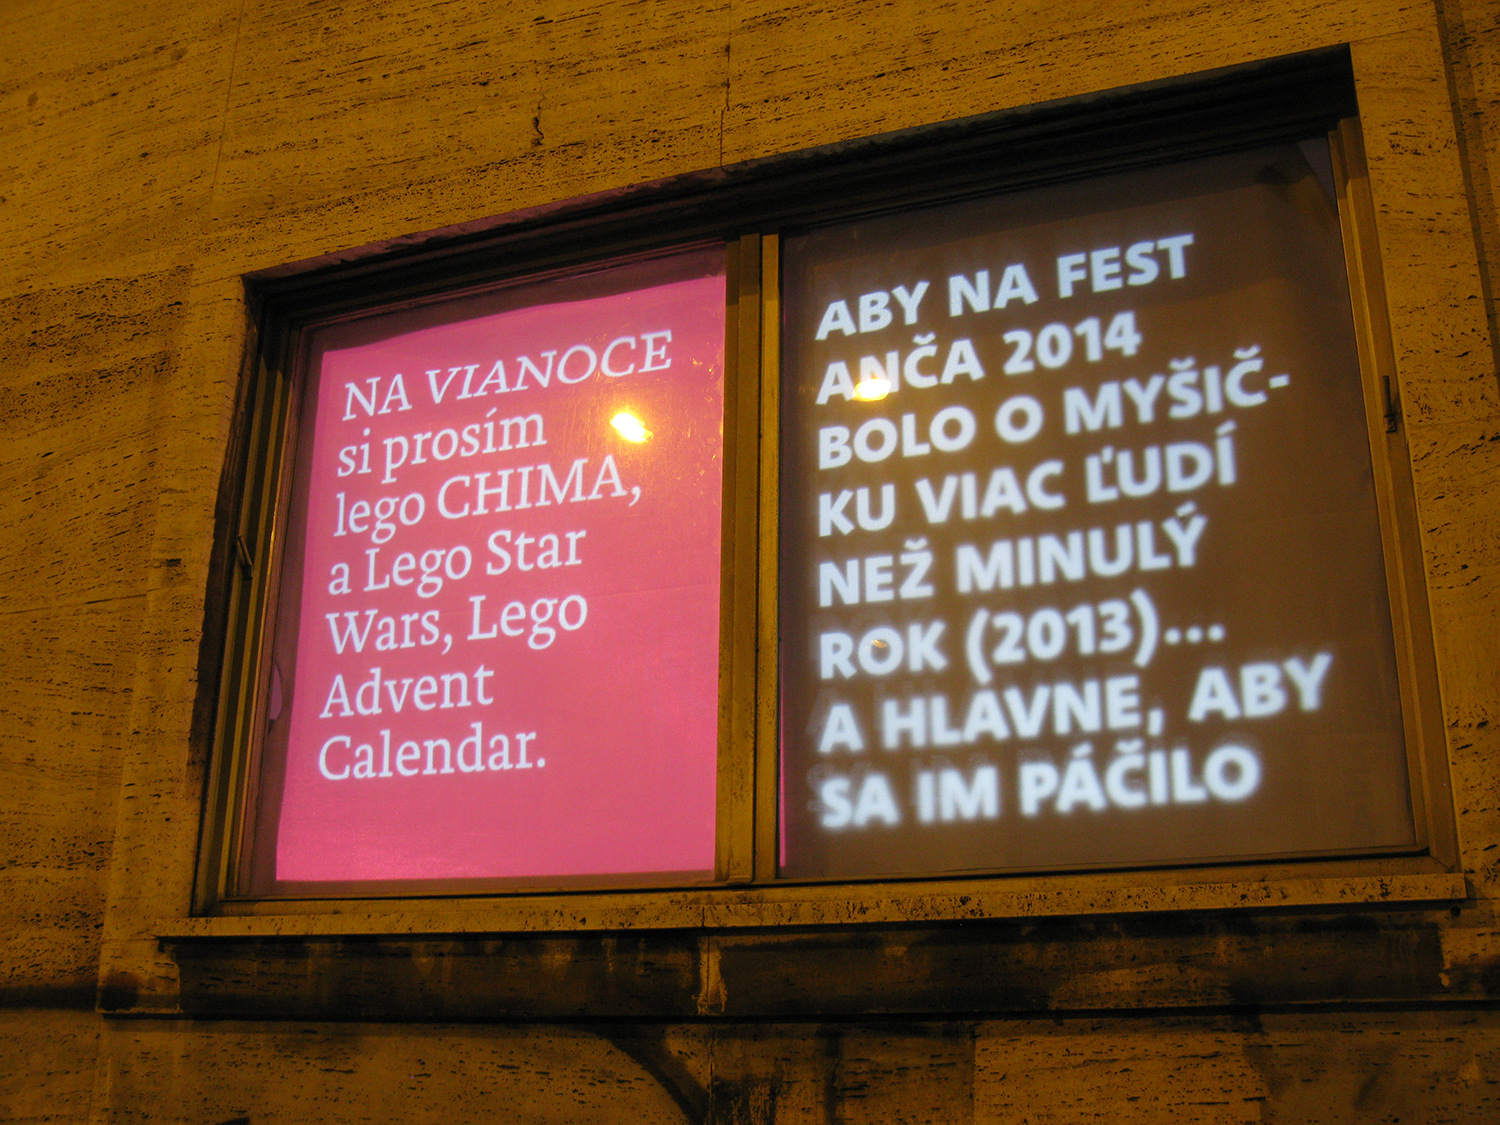 NA VIANOCE
si prosím
lego CHIMA,
a Lego Star
Wars, Lego
Advent
Calendar.
ABY NA FEST
ANČA 2014
BOLO O MYŠIČ-
KU VIAC ĽUDÍ
NEŽ MINULÝ
ROK (2013)...
A HLAVNE, ABY
SA IM PÁČILO